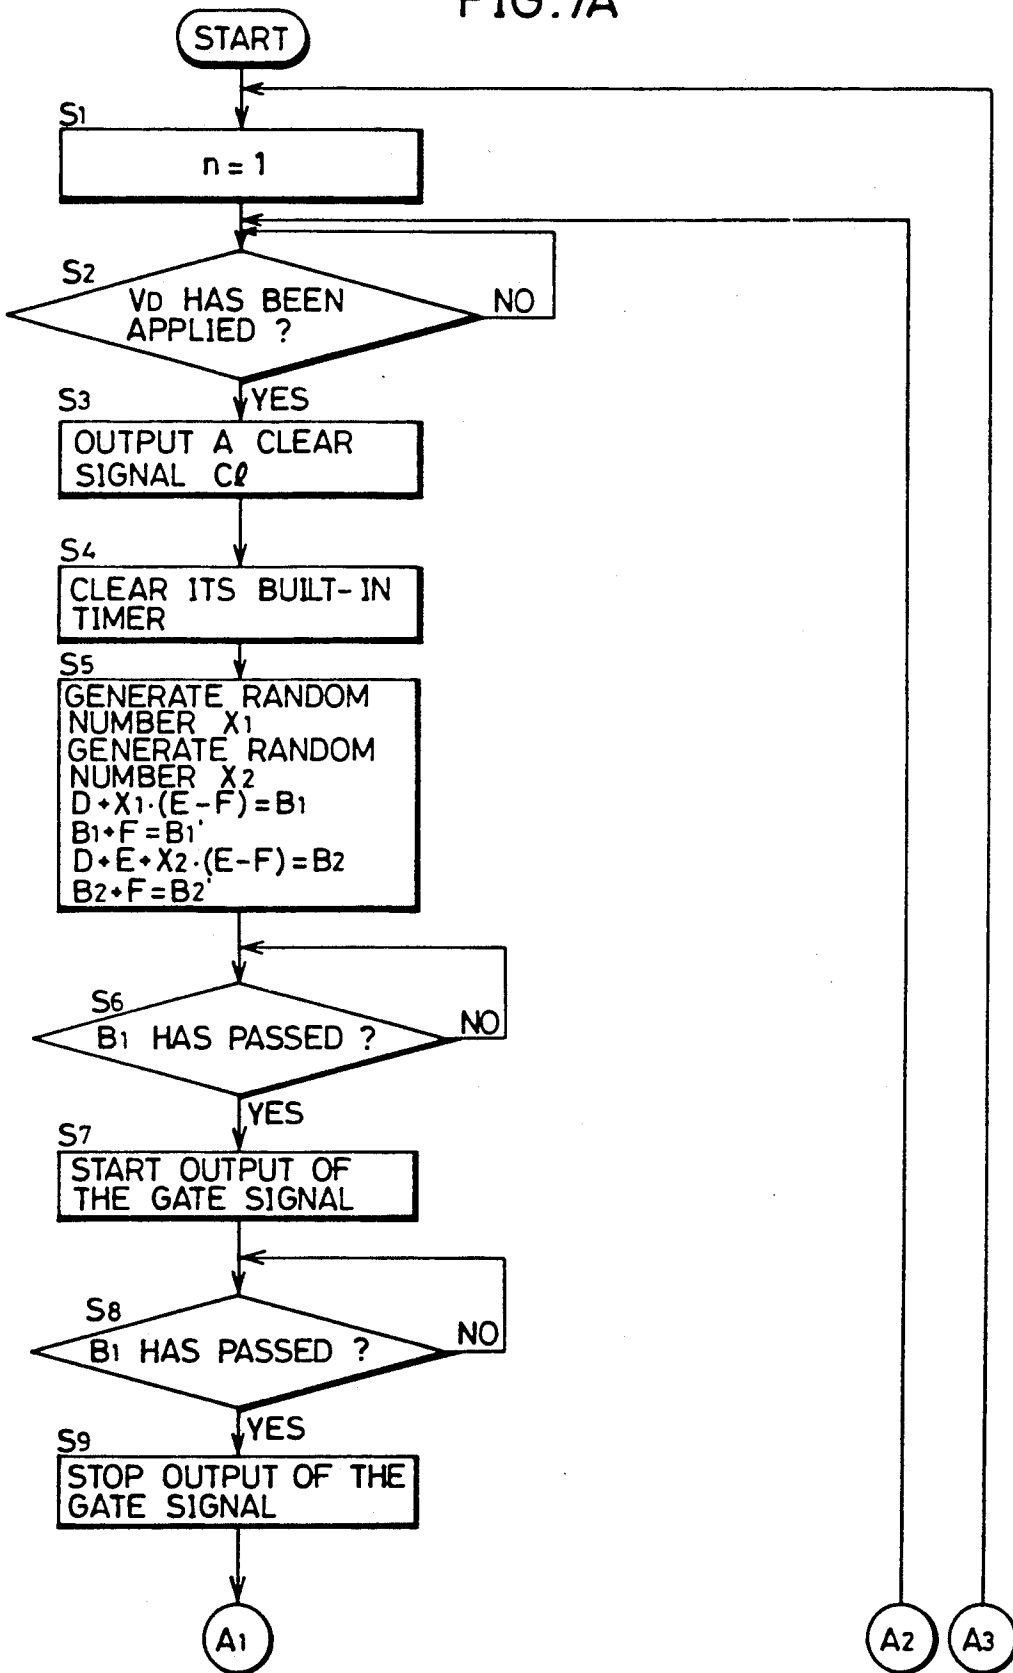 FIG.7A
START
S1
n = 1
S2
VD HAS BEEN
APPLIED ?
NO
YES
S3
OUTPUT A CLEAR
SIGNAL Cℓ
S4
CLEAR ITS BUILT-IN
TIMER
S5
GENERATE RANDOM
NUMBER X1
GENERATE RANDOM
NUMBER X2
D+X1·(E-F)=B1
B1+F=B1'
D+E+X2·(E-F)=B2
B2+F=B2'
S6
B1 HAS PASSED ?
NO
YES
S7
START OUTPUT OF
THE GATE SIGNAL
S8
B1 HAS PASSED ?
NO
YES
S9
STOP OUTPUT OF THE
GATE SIGNAL
A1
A2
A3